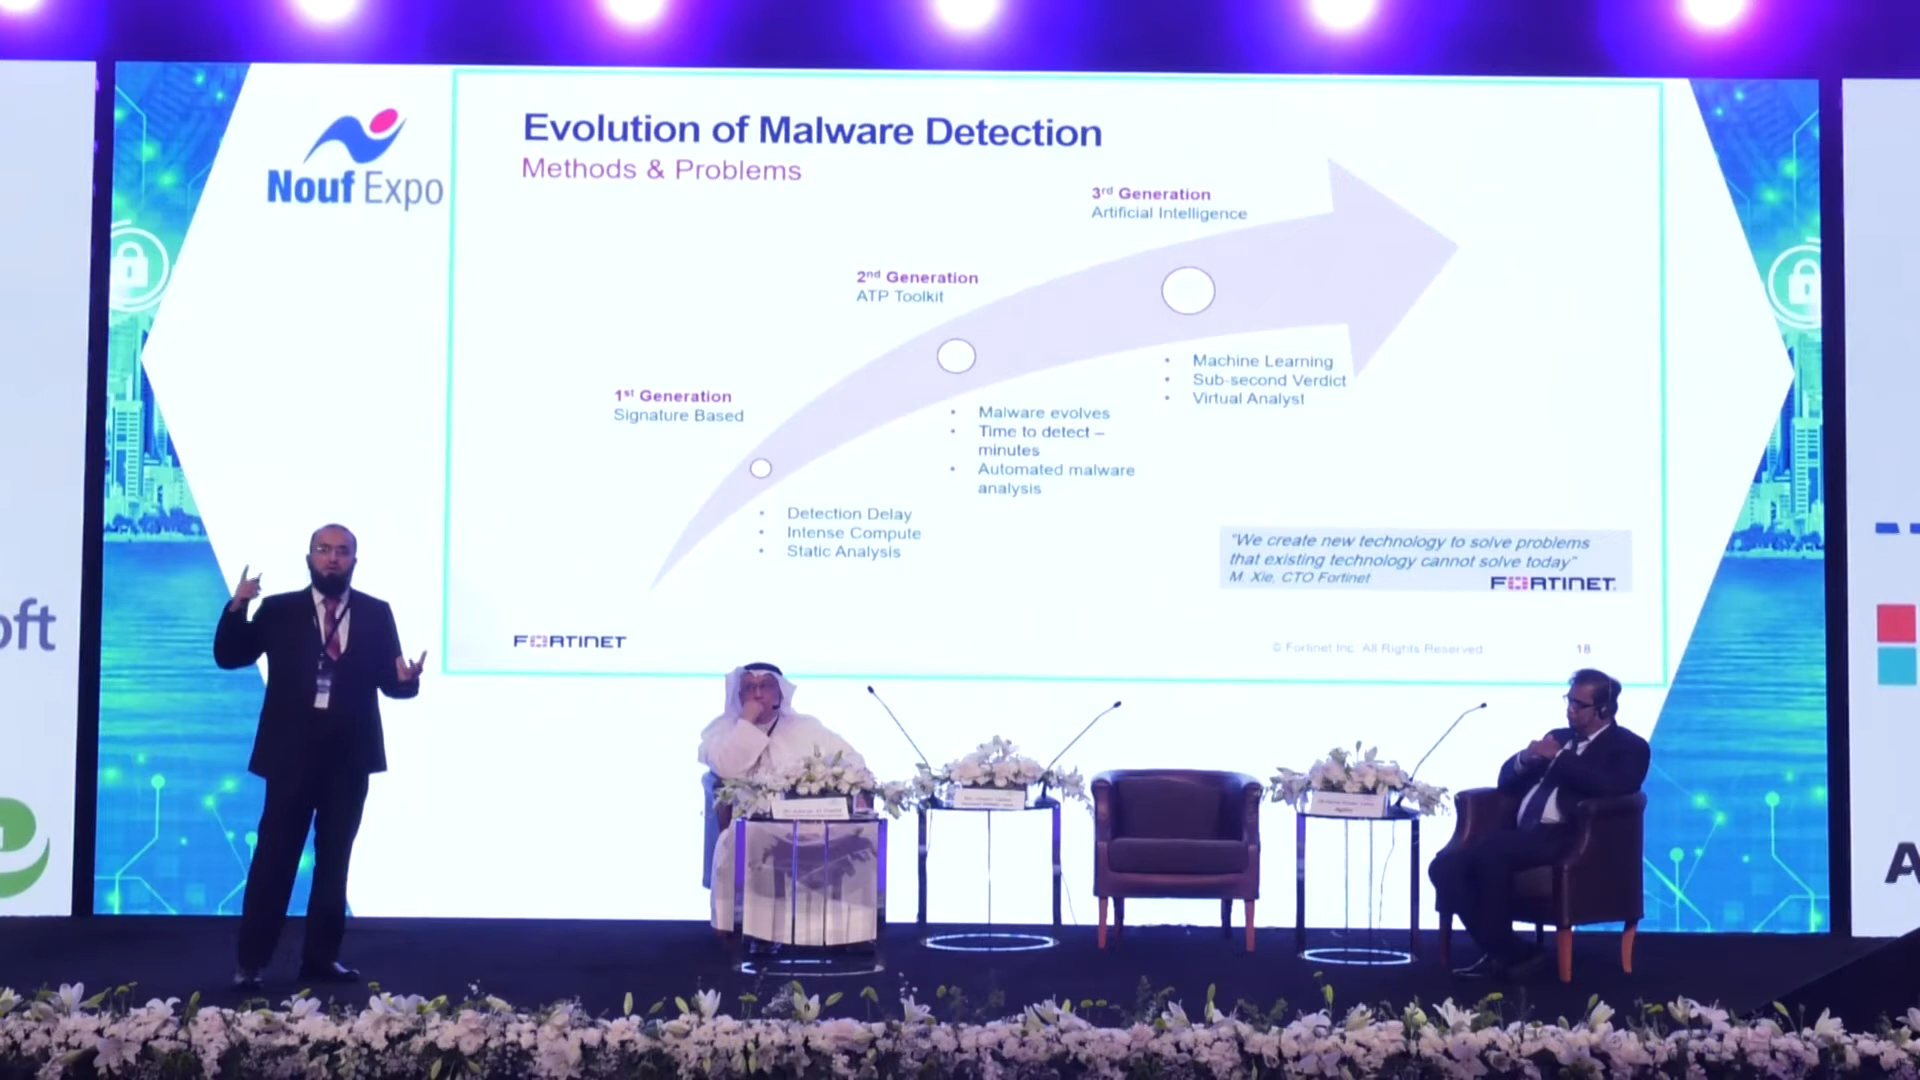 Nouf Expo
Evolution of Malware Detection
Methods & Problems
3rd Generation
Artificial Intelligence
2nd Generation
ATP Toolkit
1st Generation
Signature Based
• Machine Learning
• Sub-second Verdict
• Virtual Analyst
• Malware evolves
• Time to detect –
minutes
• Automated malware
analysis
• Detection Delay
• Intense Compute
• Static Analysis
“We create new technology to solve problems
that existing technology cannot solve today”
M. Xie, CTO Fortinet
FORTINET
FORTINET
© Fortinet Inc. All Rights Reserved
18
oft
A